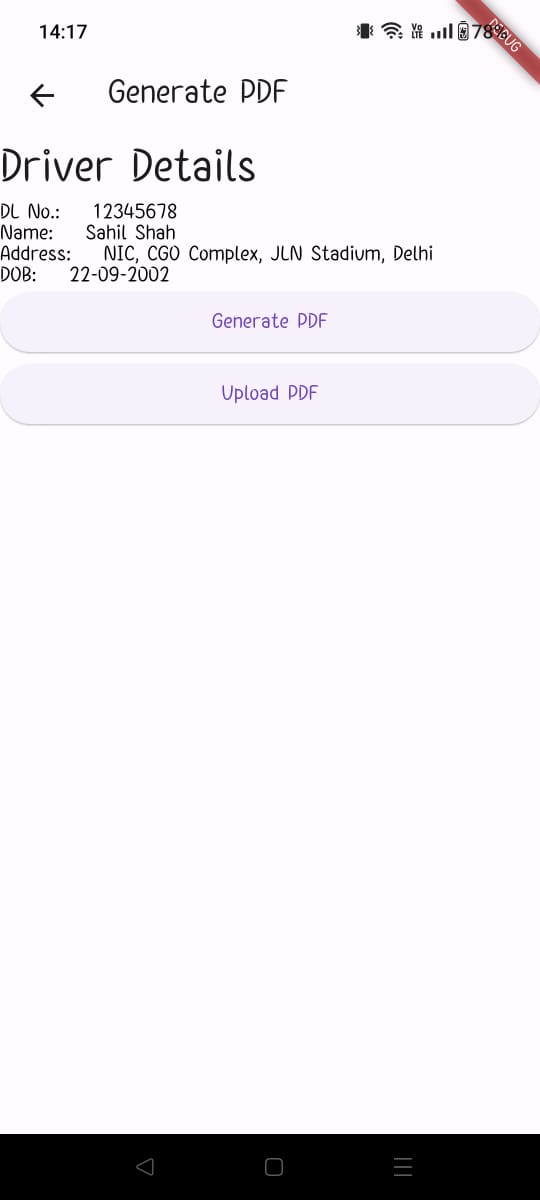 14:17 Vo LTE 78% DEBUG
Generate PDF
Driver Details
DL No.: 12345678
Name: Sahil Shah
Address: NIC, CGO Complex, JLN Stadium, Delhi
DOB: 22-09-2002
Generate PDF
Upload PDF